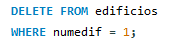 DELETE FROM edificios
WHERE numedif = 1;